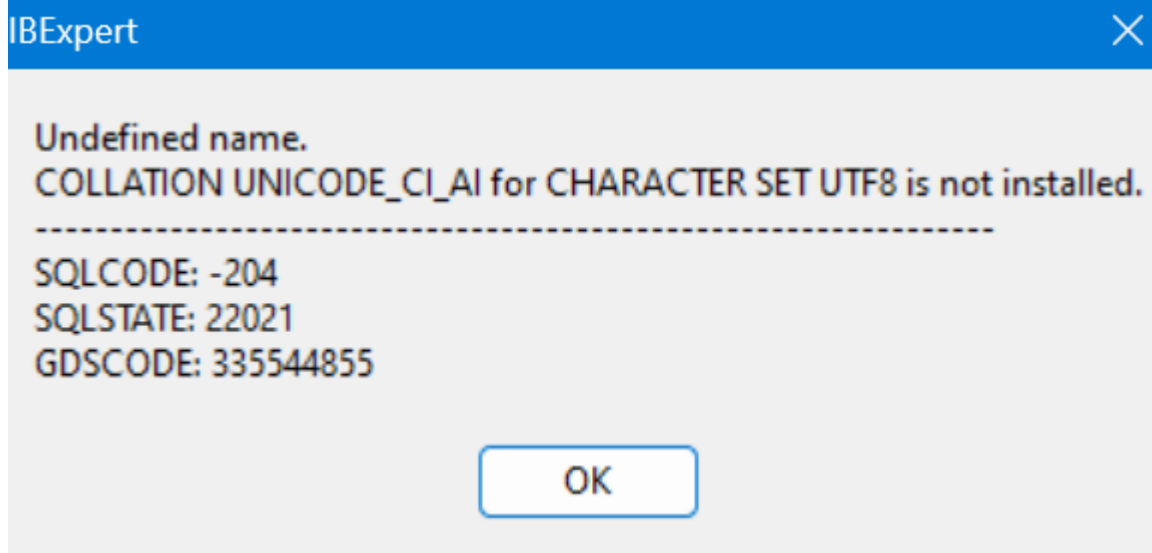 IBExpert
Undefined name.
COLLATION UNICODE_CI_AI for CHARACTER SET UTF8 is not installed.
----------------------------------------------------------------
SQLCODE: -204
SQLSTATE: 22021
GDSCODE: 335544855
OK